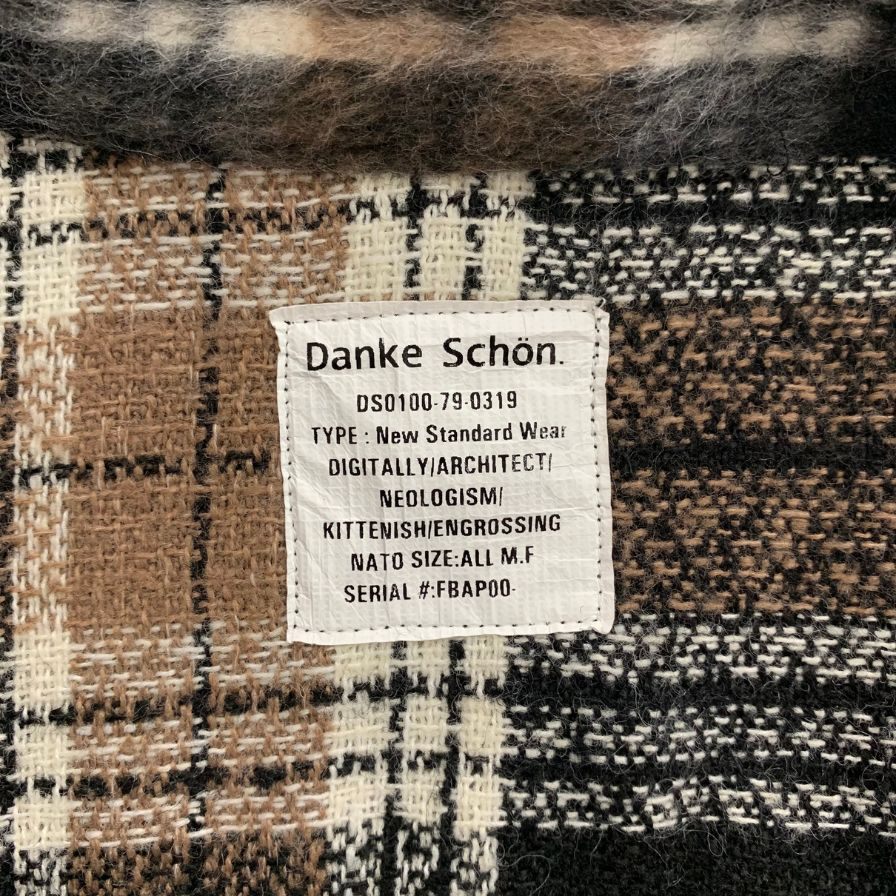 Danke Schön.
DS0100-79-0319
TYPE : New Standard Wear
DIGITALLY/ARCHITECT/
NEOLOGISM/
KITTENISH/ENGROSSING
NATO SIZE:ALL M.F
SERIAL #:FBAP00-